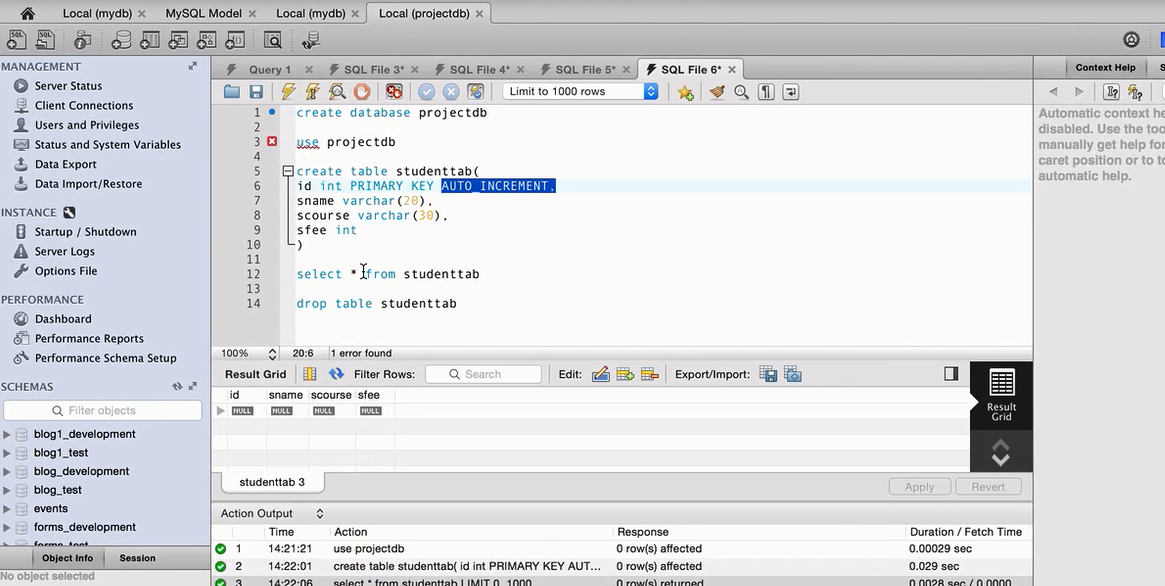 Local (mydb) MySQL Model Local (mydb) Local (projectdb)
MANAGEMENT
Server Status
Client Connections
Users and Privileges
Status and System Variables
Data Export
Data Import/Restore
INSTANCE
Startup / Shutdown
Server Logs
Options File
PERFORMANCE
Dashboard
Performance Reports
Performance Schema Setup
SCHEMAS
Filter objects
blog1_development
blog1_test
blog_development
blog_test
events
forms_development
forms_test
Object Info Session
No object selected
Query 1 SQL File 3* SQL File 4* SQL File 5* SQL File 6*
Limit to 1000 rows
1 create database projectdb
2
3 use projectdb
4
5 create table studenttab(
6 id int PRIMARY KEY AUTO_INCREMENT,
7 sname varchar(20),
8 scourse varchar(30),
9 sfee int
10 )
11
12 select * from studenttab
13
14 drop table studenttab
100% 20:6 1 error found
Result Grid Filter Rows: Search Edit: Export/Import:
id sname scourse sfee
NULL NULL NULL NULL
Result
Grid
studenttab 3 Apply Revert
Action Output
Time Action Response Duration / Fetch Time
1 14:21:21 use projectdb 0 row(s) affected 0.00029 sec
2 14:22:01 create table studenttab( id int PRIMARY KEY AUT... 0 row(s) affected 0.029 sec
3 14:22:06 select * from studenttab LIMIT 0, 1000 0 row(s) returned 0.0028 sec / 0.0000
Context Help S
Automatic context he
disabled. Use the too
manually get help for
caret position or to to
automatic help.